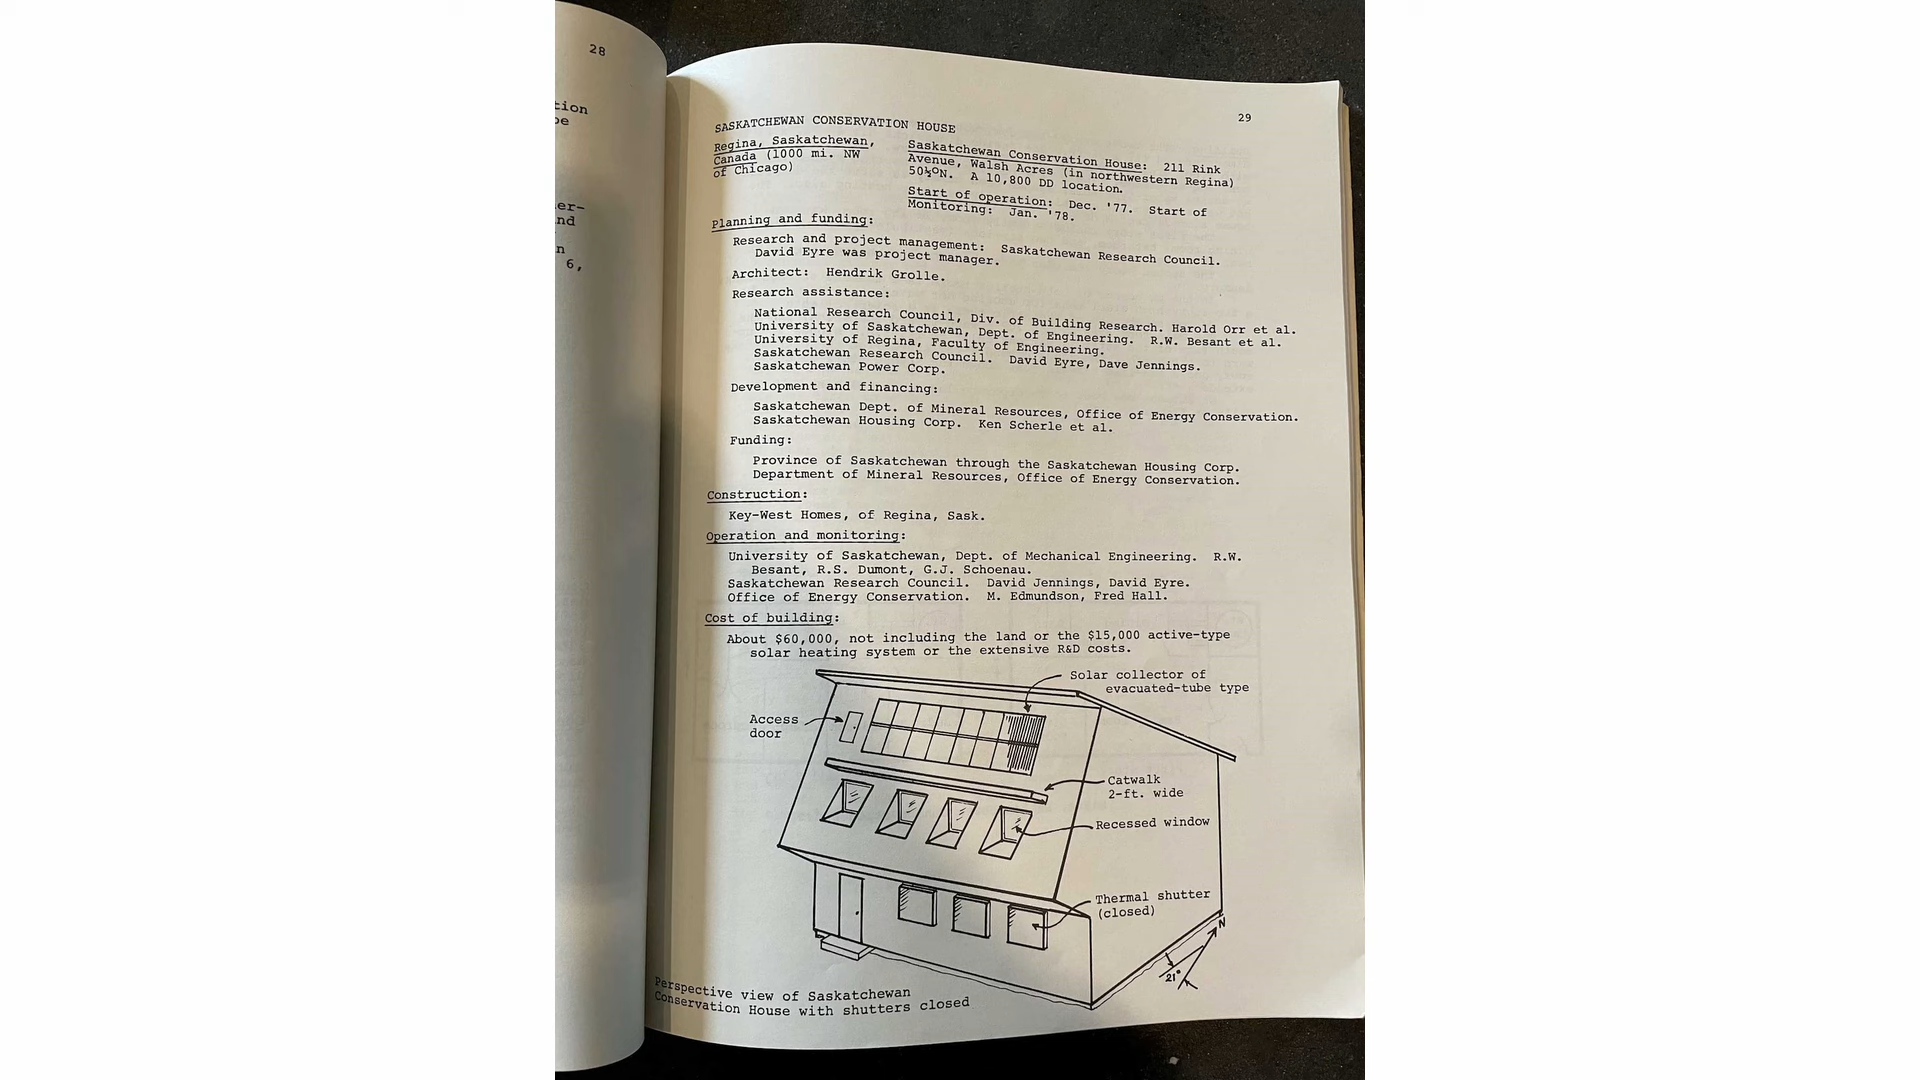 28
tion
be
er-
nd
n
6,
29
SASKATCHEWAN CONSERVATION HOUSE
Regina, Saskatchewan,
Canada (1000 mi. NW
of Chicago)
Saskatchewan Conservation House: 211 Rink
Avenue, Walsh Acres (in northwestern Regina)
50½°N. A 10,800 DD location.
Start of operation: Dec. '77. Start of
Monitoring: Jan. '78.
Planning and funding:
Research and project management: Saskatchewan Research Council.
David Eyre was project manager.
Architect: Hendrik Grolle.
Research assistance:
National Research Council, Div. of Building Research. Harold Orr et al.
University of Saskatchewan, Dept. of Engineering. R.W. Besant et al.
University of Regina, Faculty of Engineering.
Saskatchewan Research Council. David Eyre, Dave Jennings.
Saskatchewan Power Corp.
Development and financing:
Saskatchewan Dept. of Mineral Resources, Office of Energy Conservation.
Saskatchewan Housing Corp. Ken Scherle et al.
Funding:
Province of Saskatchewan through the Saskatchewan Housing Corp.
Department of Mineral Resources, Office of Energy Conservation.
Construction:
Key-West Homes, of Regina, Sask.
Operation and monitoring:
University of Saskatchewan, Dept. of Mechanical Engineering. R.W.
Besant, R.S. Dumont, G.J. Schoenau.
Saskatchewan Research Council. David Jennings, David Eyre.
Office of Energy Conservation. M. Edmundson, Fred Hall.
Cost of building:
About $60,000, not including the land or the $15,000 active-type
solar heating system or the extensive R&D costs.
Solar collector of
evacuated-tube type
Access
door
Catwalk
2-ft. wide
Recessed window
Thermal shutter
(closed)
N
21°
Perspective view of Saskatchewan
Conservation House with shutters closed